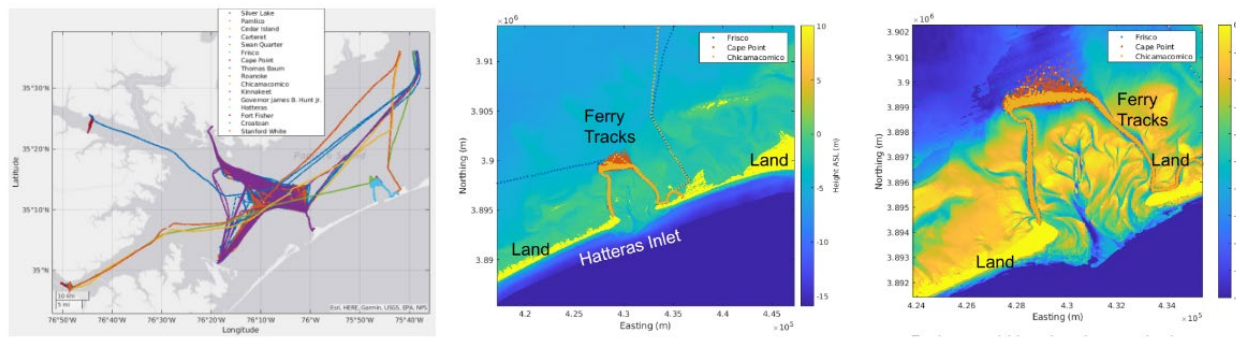 Silver Lake
Pamlico
Cedar Island
Carteret
Swan Quarter
Frisco
Cape Point
Thomas Baum
Roanoke
Chicamacomico
Kinnakeet
Governor James B. Hunt Jr.
Hatteras
Fort Fisher
Croatoan
Stanford White
35°30'N
35°20'N
35°10'N
35°N
Latitude
10 km
5 mi
Esri, HERE, Garmin, USGS, EPA, NPS
76°50'W 76°40'W 76°30'W 76°20'W 76°10'W 76°W 75°50'W 75°40'W
Longitude
×10⁶
3.91
3.905
3.9
3.895
3.89
Northing (m)
Frisco
Cape Point
Chicamacomico
Ferry
Tracks
Land
Land
Hatteras Inlet
4.2 4.25 4.3 4.35 4.4 4.45
Easting (m)
×10⁵
10
5
0
-5
-10
-15
Height ASL (m)
×10⁶
3.902
3.901
3.9
3.899
3.898
3.897
3.896
3.895
3.894
3.893
3.892
Northing (m)
Frisco
Cape Point
Chicamacomico
Ferry
Tracks
Land
Land
4.24 4.26 4.28 4.3 4.32 4.34
Easting (m)
×10⁵